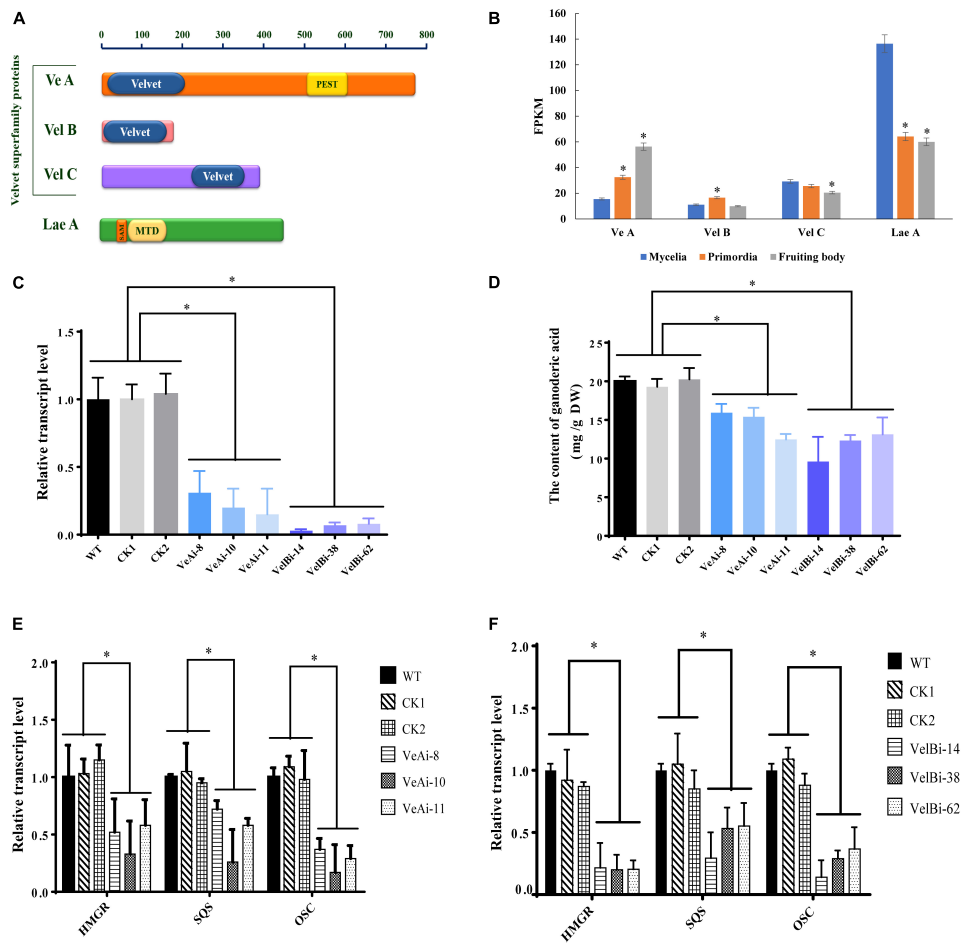 A
0 100 200 300 400 500 600 700 800
Velvet superfamily proteins
Ve A
Velvet
PEST
Vel B
Velvet
Vel C
Velvet
Lae A
SAM
MTD
B
FPKM
160
140
120
100
80
60
40
20
0
* * * * * *
Ve A Vel B Vel C Lae A
Mycelia Primordia Fruiting body
C
Relative transcript level
*
*
1.5
1.0
0.5
0.0
WT CK1 CK2 VeAi-8 VeAi-10 VeAi-11 VelBi-14 VelBi-38 VelBi-62
D
The content of ganoderic acid
(mg /g DW)
*
*
25
20
15
10
5
0
WT CK1 CK2 VeAi-8 VeAi-10 VeAi-11 VelBi-14 VelBi-38 VelBi-62
E
Relative transcript level
2.0
1.5
1.0
0.5
0.0
* * *
HMGR SQS OSC
WT
CK1
CK2
VeAi-8
VeAi-10
VeAi-11
F
Relative transcript level
2.0
1.5
1.0
0.5
0.0
* * *
HMGR SQS OSC
WT
CK1
CK2
VelBi-14
VelBi-38
VelBi-62